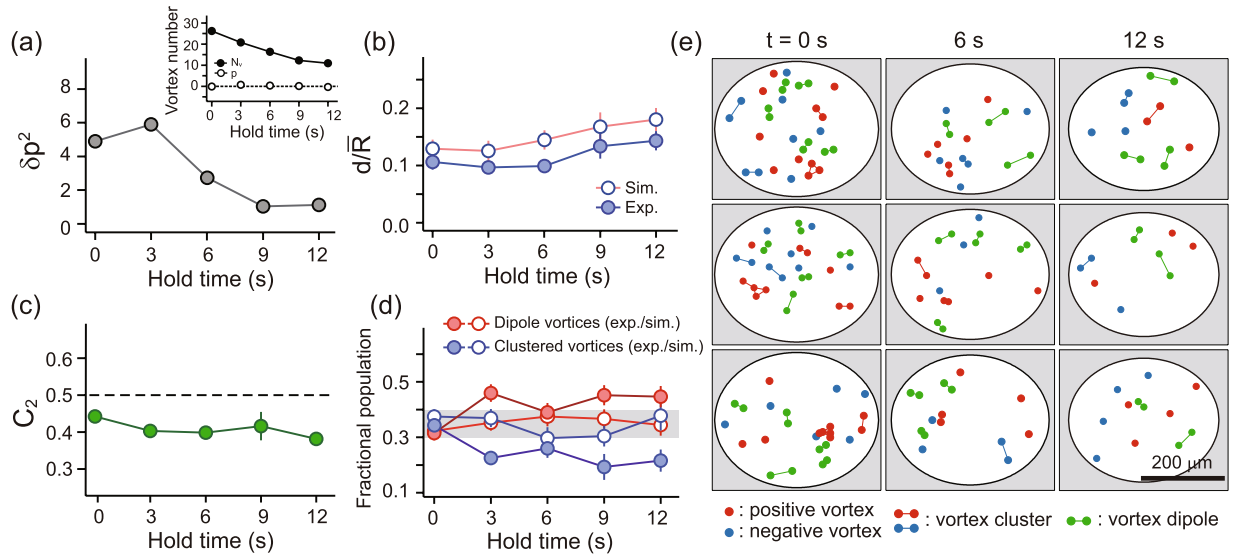 (a)
δp²
8
6
4
2
0
0 3 6 9 12
Hold time (s)
Vortex number
30
20
10
0
Nᵥ
p
0 3 6 9 12
Hold time (s)
(b)
d/R̅
0.2
0.1
0.0
Sim.
Exp.
0 3 6 9 12
Hold time (s)
(c)
C₂
0.6
0.5
0.4
0.3
0 3 6 9 12
Hold time (s)
(d)
Dipole vortices (exp./sim.)
Clustered vortices (exp./sim.)
Fractional population
0.5
0.3
0.1
0 3 6 9 12
Hold time (s)
(e)
t = 0 s 6 s 12 s
200 μm
: positive vortex
: negative vortex
: vortex cluster
: vortex dipole